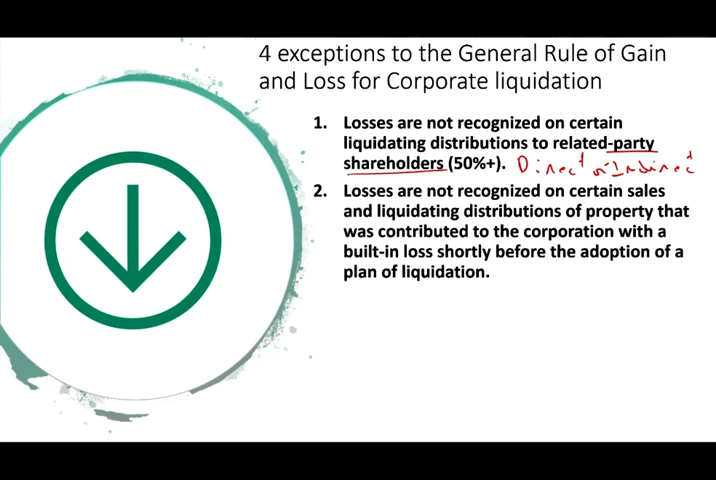 4 exceptions to the General Rule of Gain
and Loss for Corporate liquidation
1. Losses are not recognized on certain
liquidating distributions to related-party
shareholders (50%+). Direct or Indirect
2. Losses are not recognized on certain sales
and liquidating distributions of property that
was contributed to the corporation with a
built-in loss shortly before the adoption of a
plan of liquidation.